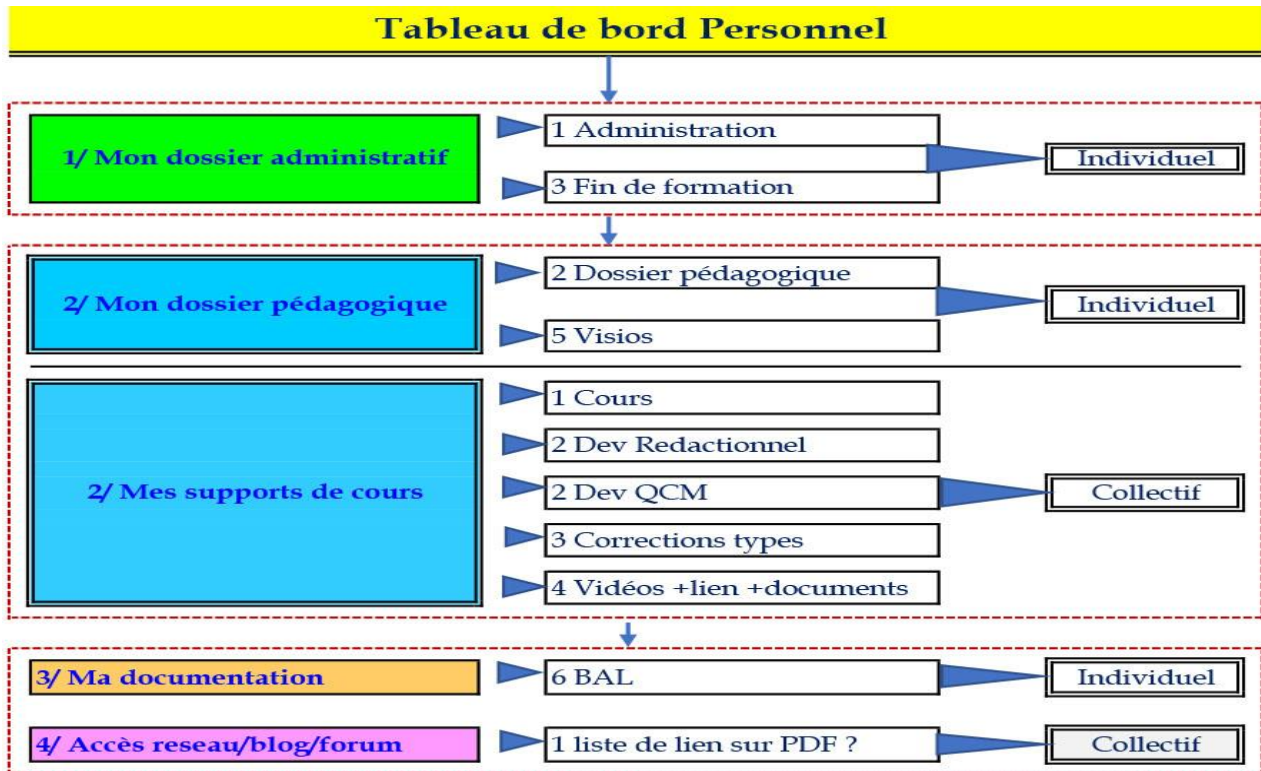 Tableau de bord Personnel
1/ Mon dossier administratif
1 Administration
3 Fin de formation
Individuel
2/ Mon dossier pédagogique
2 Dossier pédagogique
5 Visios
Individuel
2/ Mes supports de cours
1 Cours
2 Dev Redactionnel
2 Dev QCM
3 Corrections types
4 Vidéos +lien +documents
Collectif
3/ Ma documentation
6 BAL
Individuel
4/ Accès reseau/blog/forum
1 liste de lien sur PDF ?
Collectif